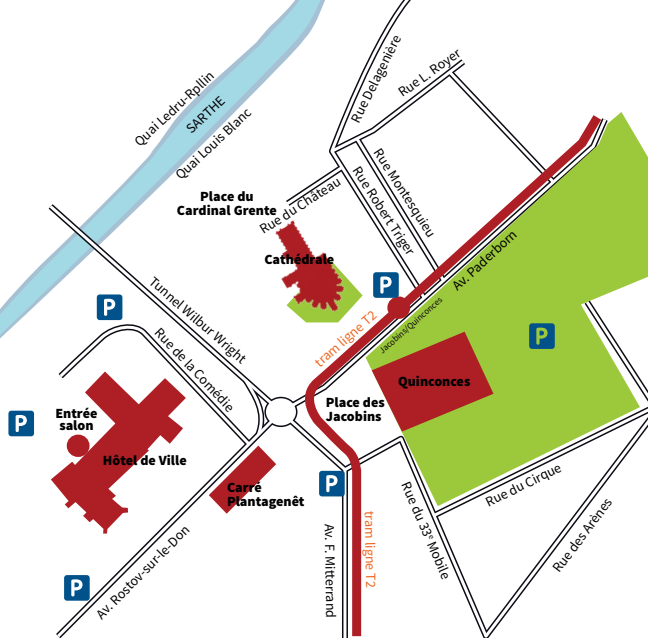 Rue Delagenière
Rue L. Royer
Quai Ledru-Rollin
SARTHE
Quai Louis Blanc
Rue Montesquieu
Rue Robert Triger
Place du
Cardinal Grente
Rue du Château
Cathédrale
P
Av. Paderborn
Jacobins/Quinconces
tram ligne T2
Tunnel Wilbur Wright
P
Rue de la Comédie
P
Quinconces
Place des
Jacobins
Entrée
salon
P
Hôtel de Ville
Carré
Plantagenêt
P
Rue du Cirque
Rue du 33e Mobile
Rue des Arènes
tram ligne T2
Av. F. Mitterrand
Av. Rostov-sur-le-Don
P